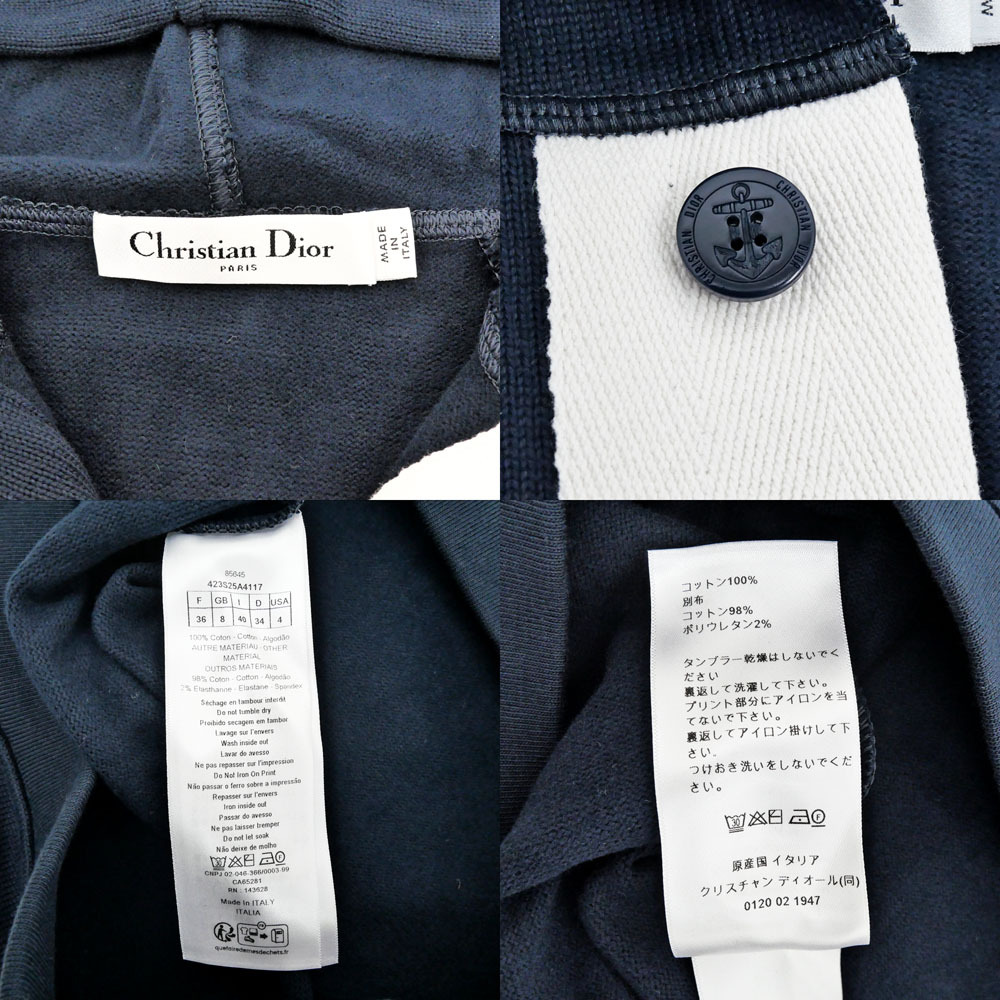 Christian Dior
PARIS
MADE
IN
ITALY
W
CHRISTIAN DIOR CHRISTIAN DIOR
85645
423S25A4117
F GB I D USA
36 8 40 34 4
100% Coton - Cotton - Algodão
AUTRE MATERIAU - OTHER
MATERIAL
OUTROS MATERIAIS
98% Coton - Cotton - Algodão
2% Elasthanne - Elastane - Spandex
Séchage en tambour interdit
Do not tumble dry
Proibido secagem em tambor
Lavage sur l'envers
Wash inside out
Lavar do avesso
Ne pas repasser sur l'impression
Do Not Iron On Print
Não passar o ferro sobre a impressão
Repasser sur l'envers
Iron inside out
Passar do avesso
Ne pas laisser tremper
Do not let soak
Não deixe de molho
CNPJ 02-046-366/0003-99
CA65281
RN : 143628
Made In ITALY
ITALIA
quefairedemesdechets.fr
コットン100%
別布
コットン98%
ポリウレタン2%
タンブラー乾燥はしないでく
ださい
裏返して洗濯して下さい。
プリント部分にアイロンを当
てないで下さい。
裏返してアイロン掛けして下
さい。
つけおき洗いをしないでくだ
さい。
30
原産国 イタリア
クリスチャン ディオール(同)
0120 02 1947